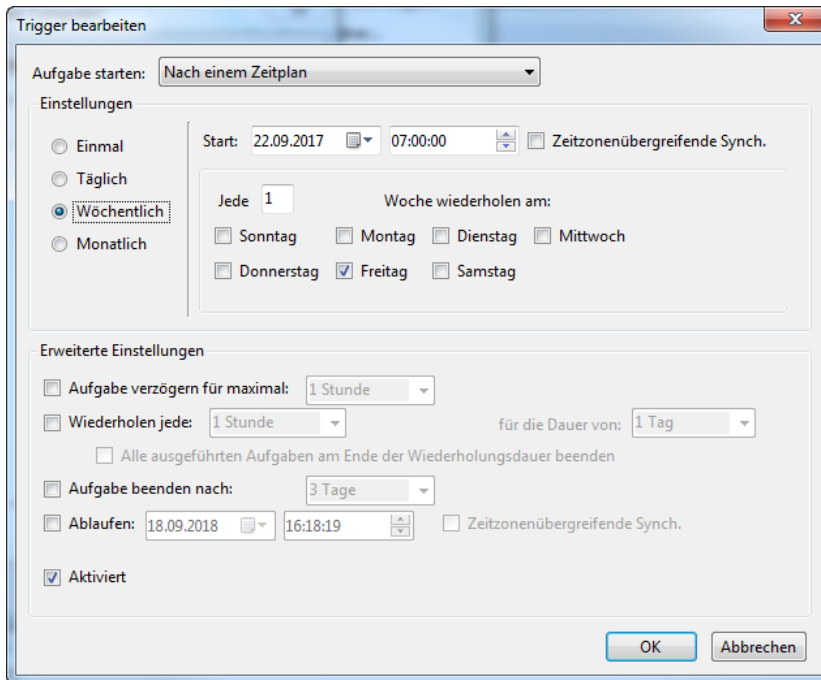 Trigger bearbeiten
Aufgabe starten: Nach einem Zeitplan
Einstellungen
Einmal
Täglich
Wöchentlich
Monatlich
Start: 22.09.2017 07:00:00 Zeitzonenübergreifende Synch.
Jede 1 Woche wiederholen am:
Sonntag Montag Dienstag Mittwoch
Donnerstag Freitag Samstag
Erweiterte Einstellungen
Aufgabe verzögern für maximal: 1 Stunde
Wiederholen jede: 1 Stunde für die Dauer von: 1 Tag
Alle ausgeführten Aufgaben am Ende der Wiederholungsdauer beenden
Aufgabe beenden nach: 3 Tage
Ablaufen: 18.09.2018 16:18:19 Zeitzonenübergreifende Synch.
Aktiviert
OK Abbrechen